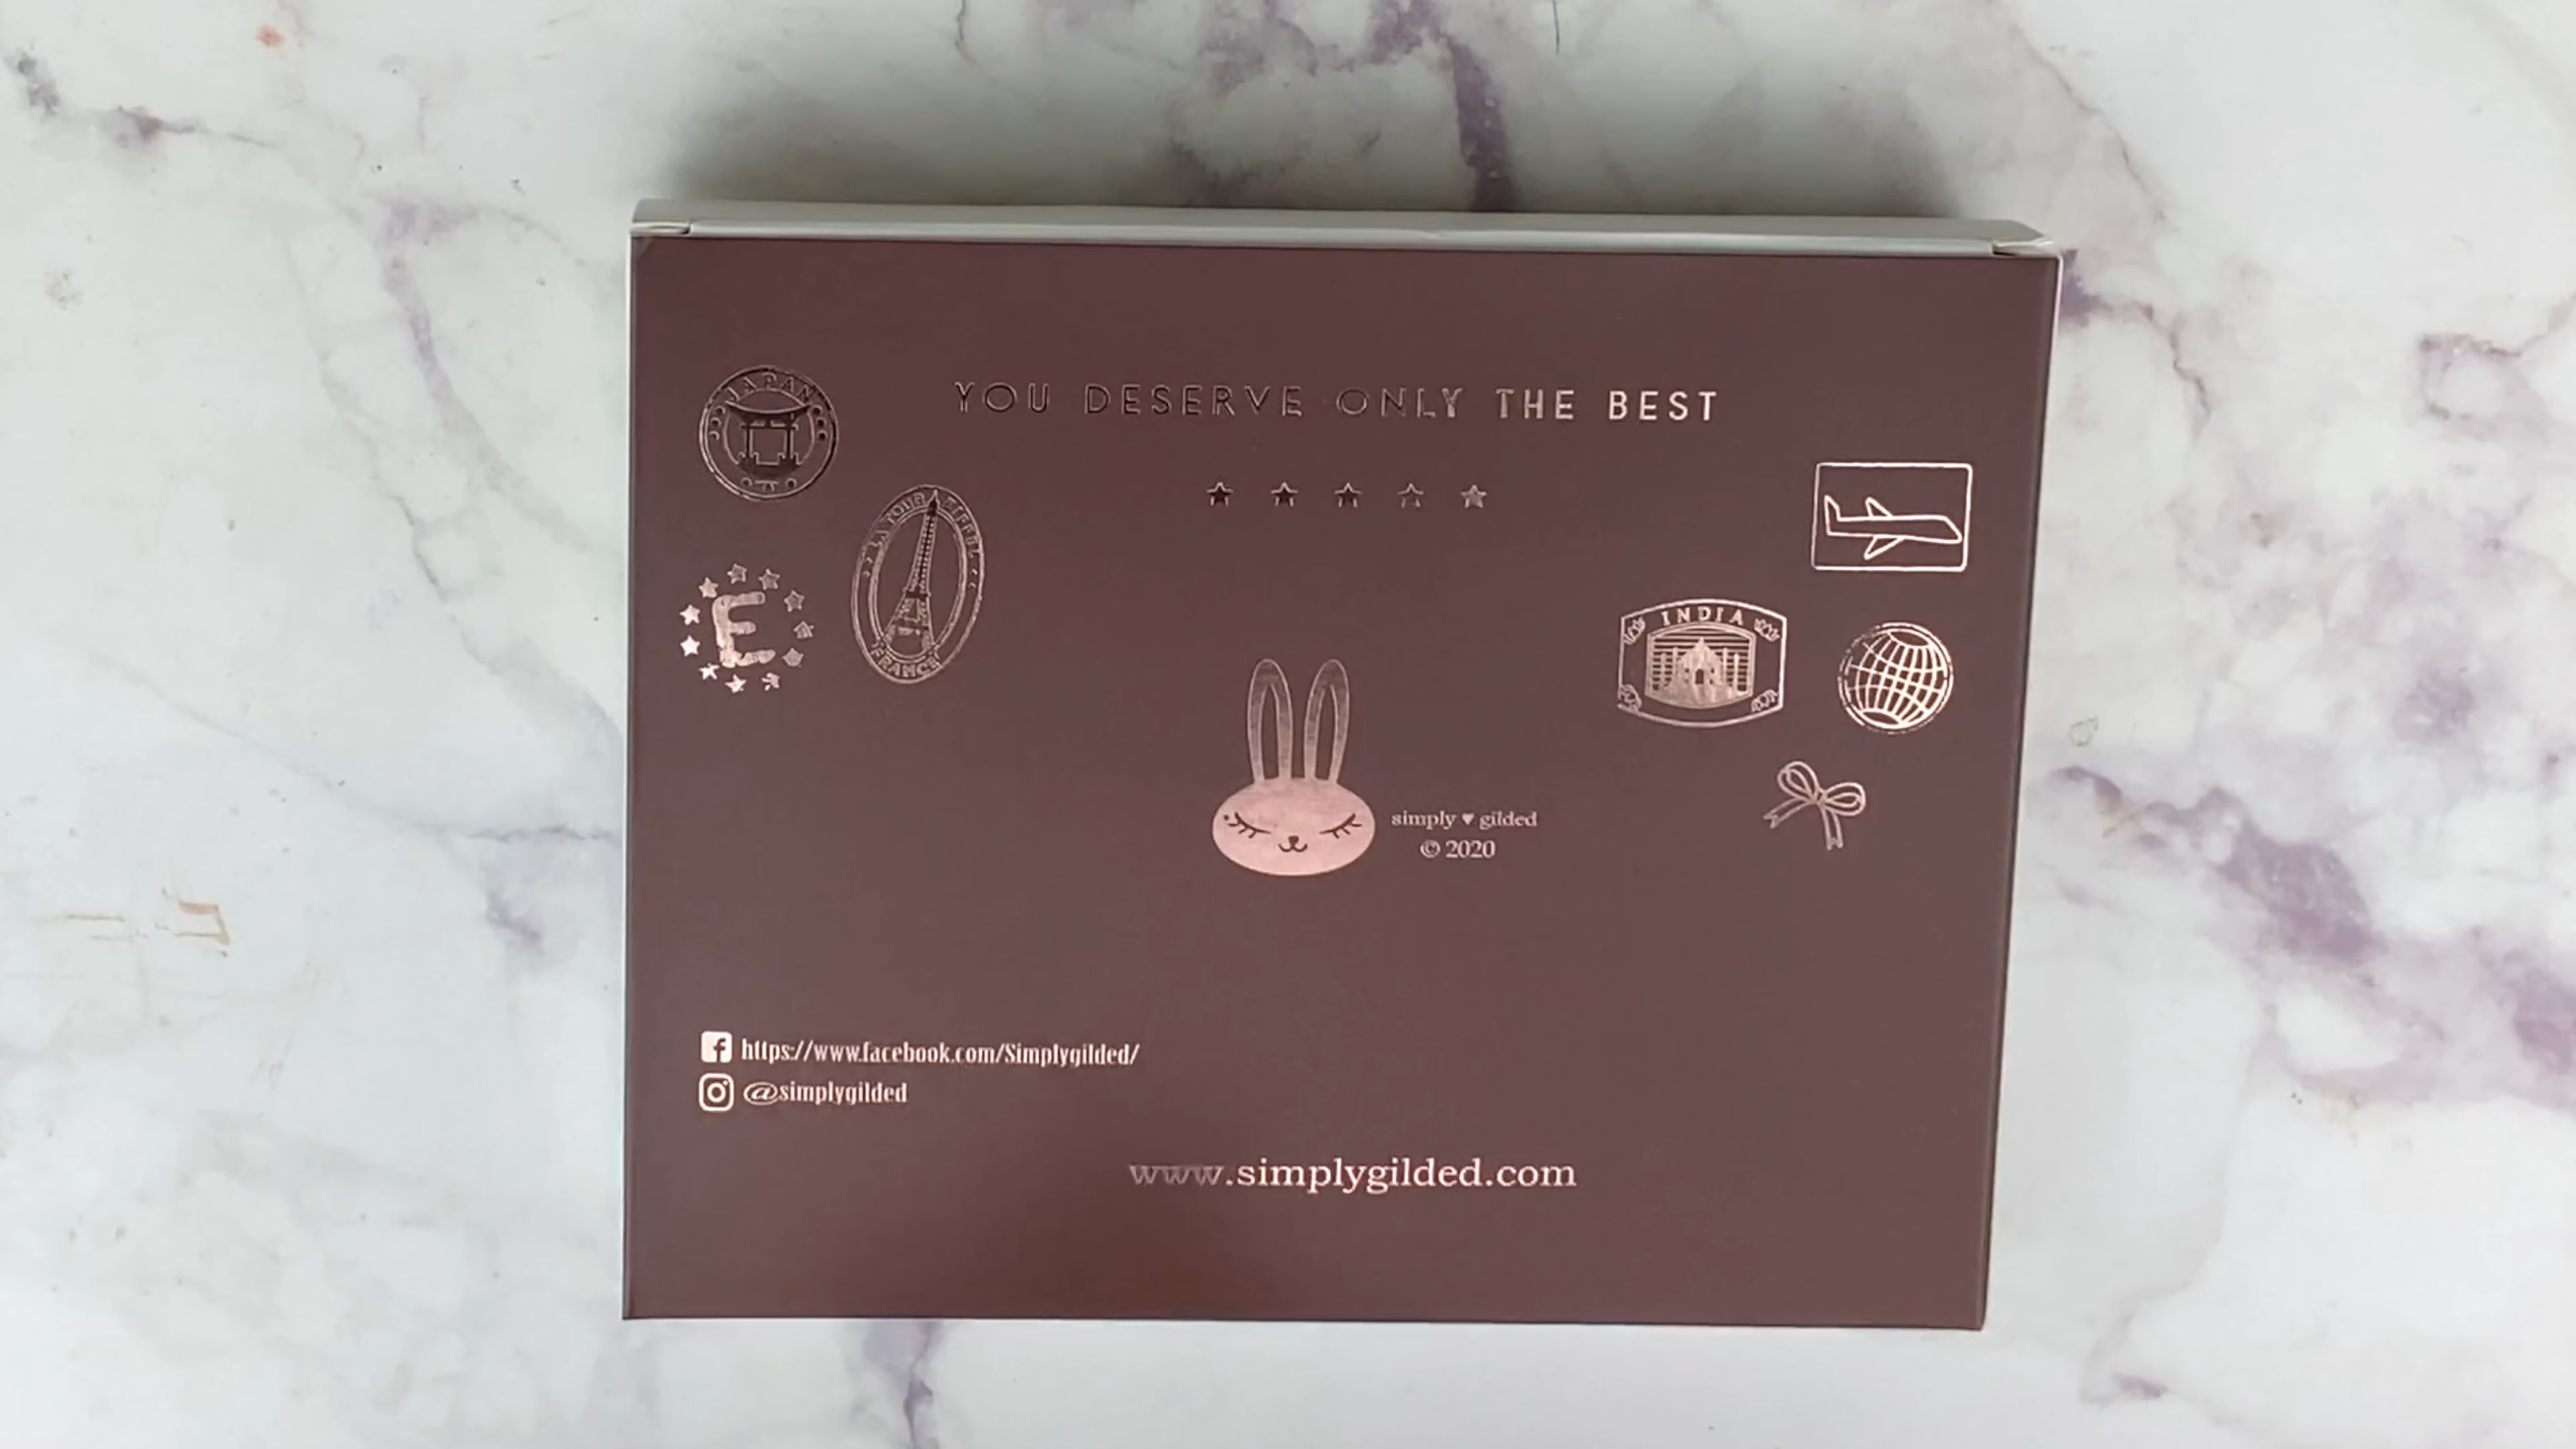 YOU DESERVE ONLY THE BEST
JAPAN
LA TOUR EIFFEL
FRANCE
E
INDIA
simply ♥ gilded
© 2020
https://www.facebook.com/Simplygilded/
@simplygilded
www.simplygilded.com